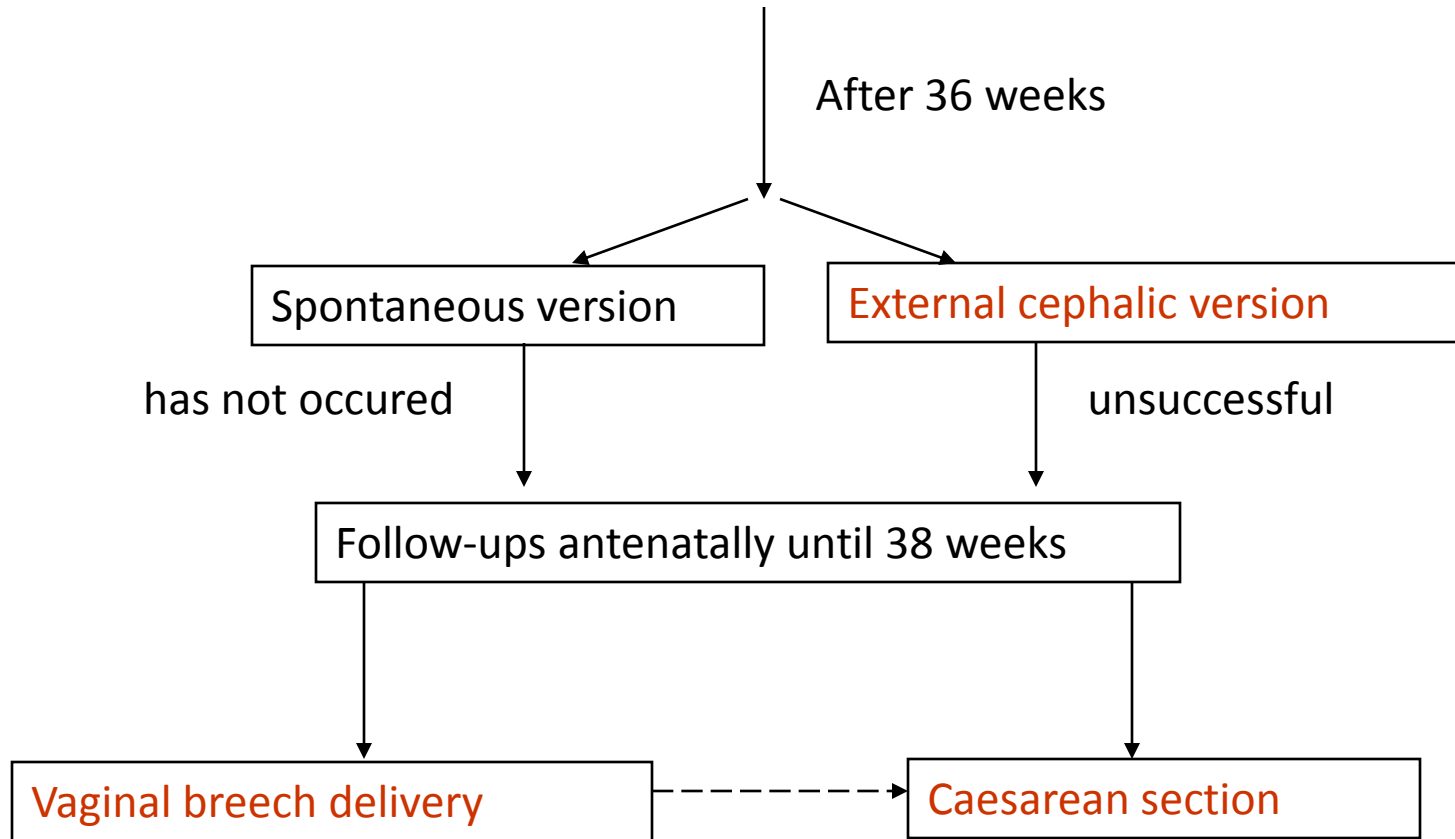 After 36 weeks
Spontaneous version
External cephalic version
has not occured
unsuccessful
Follow-ups antenatally until 38 weeks
Vaginal breech delivery
Caesarean section